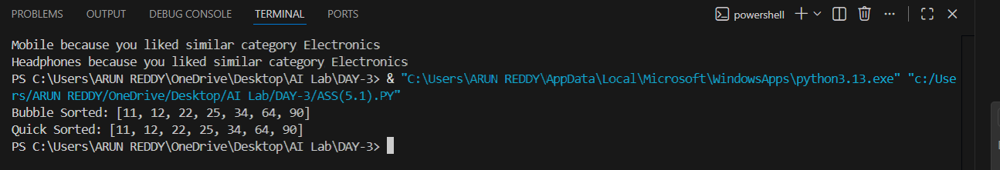 PROBLEMS OUTPUT DEBUG CONSOLE TERMINAL PORTS powershell
Mobile because you liked similar category Electronics
Headphones because you liked similar category Electronics
PS C:\Users\ARUN REDDY\OneDrive\Desktop\AI Lab\DAY-3> & "C:\Users\ARUN REDDY\AppData\Local\Microsoft\WindowsApps\python3.13.exe" "c:/Use
rs/ARUN REDDY/OneDrive/Desktop/AI Lab/DAY-3/ASS(5.1).PY"
Bubble Sorted: [11, 12, 22, 25, 34, 64, 90]
Quick Sorted: [11, 12, 22, 25, 34, 64, 90]
PS C:\Users\ARUN REDDY\OneDrive\Desktop\AI Lab\DAY-3>